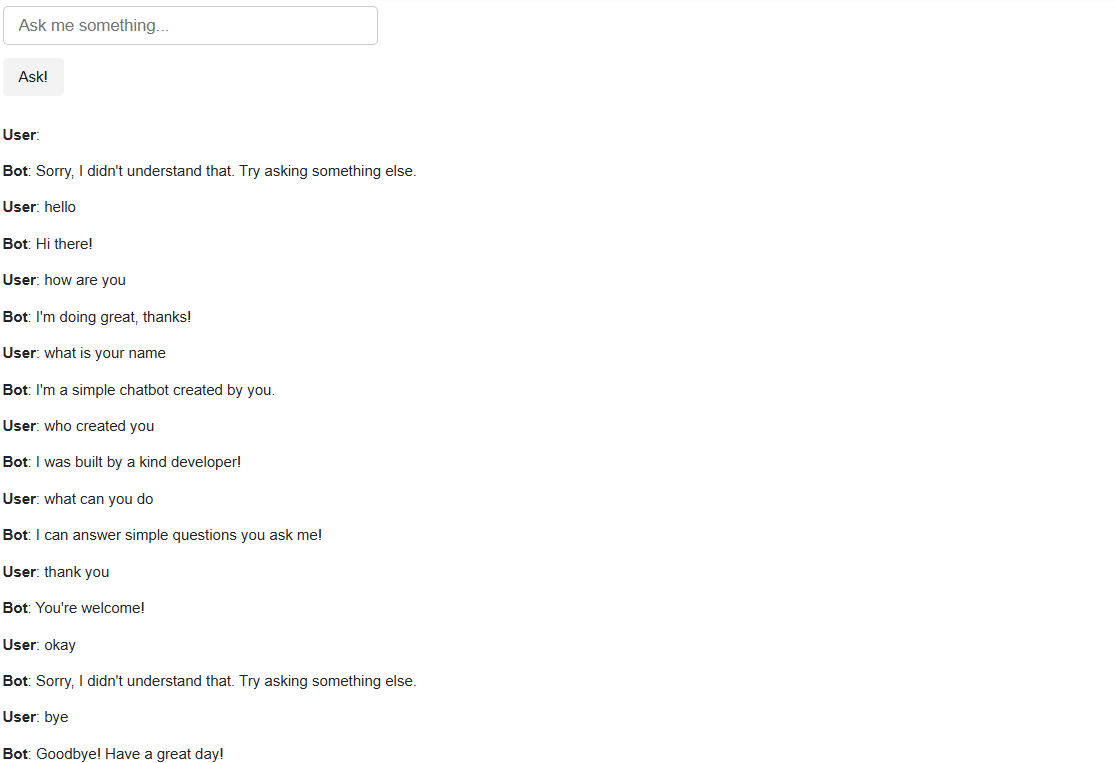 Ask me something...
Ask!
User:
Bot: Sorry, I didn't understand that. Try asking something else.
User: hello
Bot: Hi there!
User: how are you
Bot: I'm doing great, thanks!
User: what is your name
Bot: I'm a simple chatbot created by you.
User: who created you
Bot: I was built by a kind developer!
User: what can you do
Bot: I can answer simple questions you ask me!
User: thank you
Bot: You're welcome!
User: okay
Bot: Sorry, I didn't understand that. Try asking something else.
User: bye
Bot: Goodbye! Have a great day!